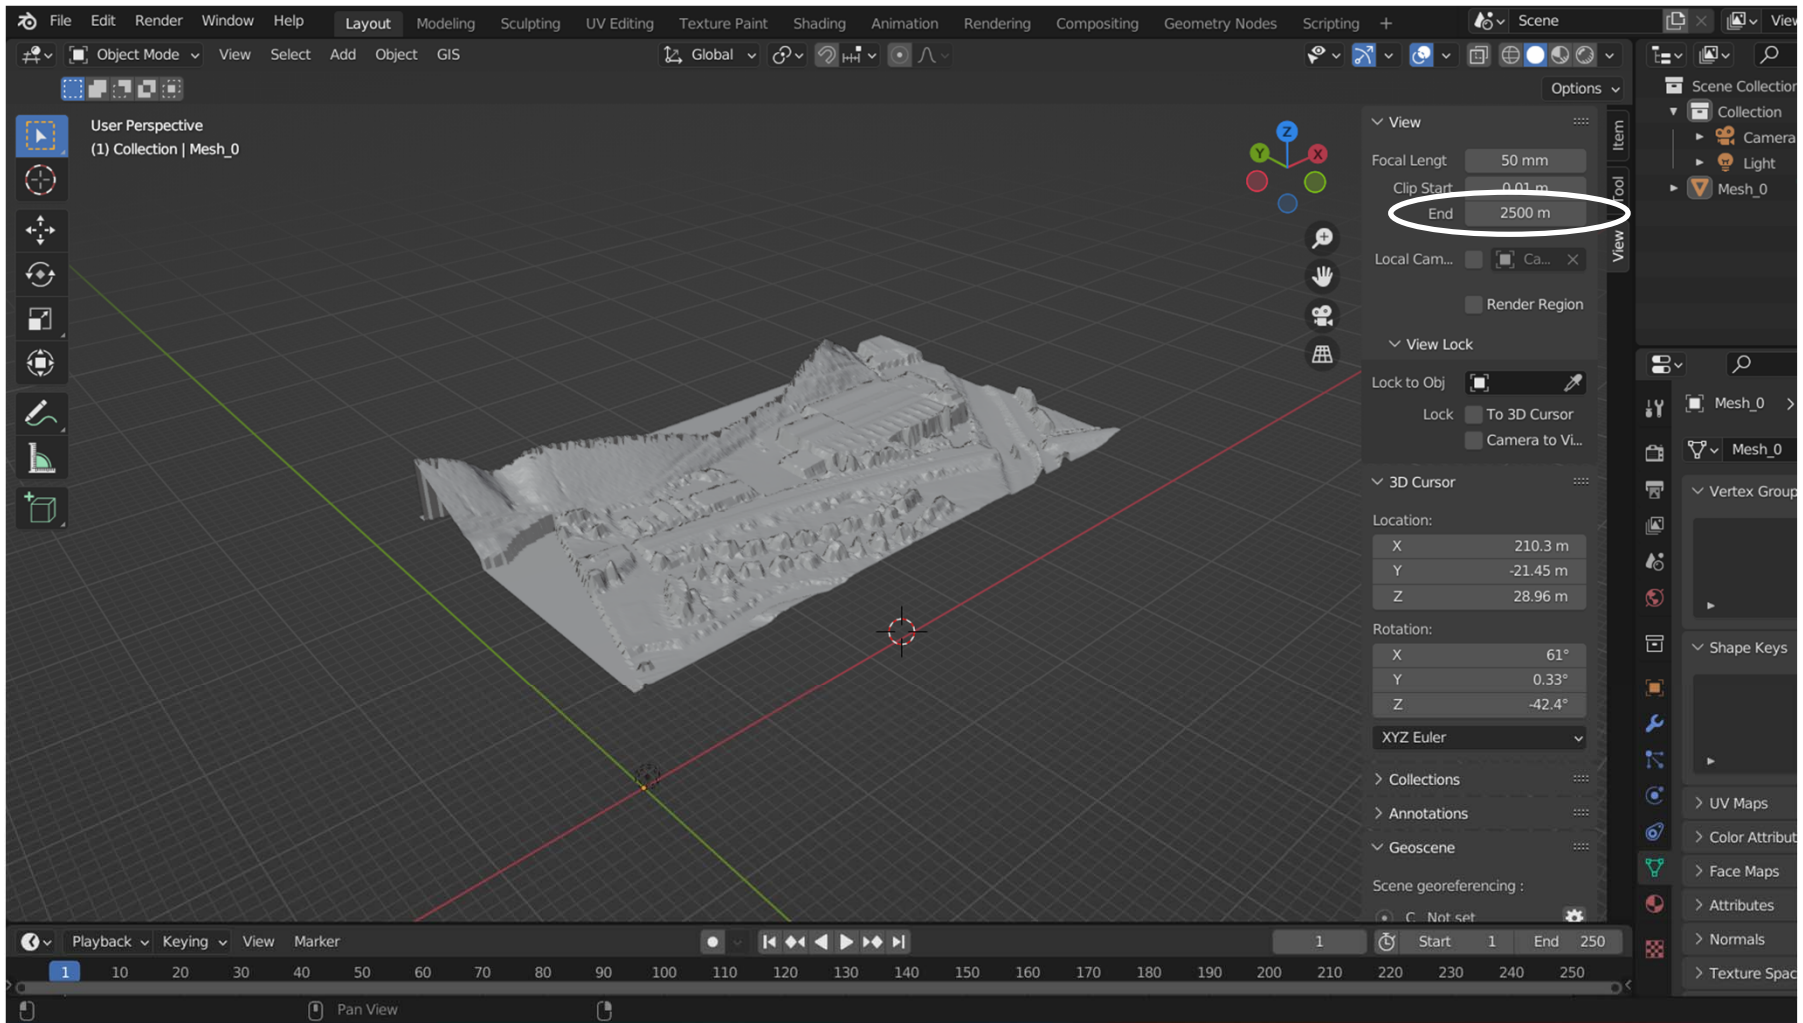 File Edit Render Window Help Layout Modeling Sculpting UV Editing Texture Paint Shading Animation Rendering Compositing Geometry Nodes Scripting + Scene View
Object Mode View Select Add Object GIS Global
Options
User Perspective
(1) Collection | Mesh_0
Z
Y
X
View
Focal Lengt 50 mm
Clip Start 0.01 m
End 2500 m
Local Cam... Ca...
Render Region
View Lock
Lock to Obj
Lock To 3D Cursor
Camera to Vi...
3D Cursor
Location:
X 210.3 m
Y -21.45 m
Z 28.96 m
Rotation:
X 61°
Y 0.33°
Z -42.4°
XYZ Euler
Collections
Annotations
Geoscene
Scene georeferencing :
C Not set
Item
Tool
View
Scene Collection
Collection
Camera
Light
Mesh_0
Mesh_0
Mesh_0
Vertex Group
Shape Keys
UV Maps
Color Attribut
Face Maps
Attributes
Normals
Texture Spac
Playback Keying View Marker 1 Start 1 End 250
1 10 20 30 40 50 60 70 80 90 100 110 120 130 140 150 160 170 180 190 200 210 220 230 240 250
Pan View